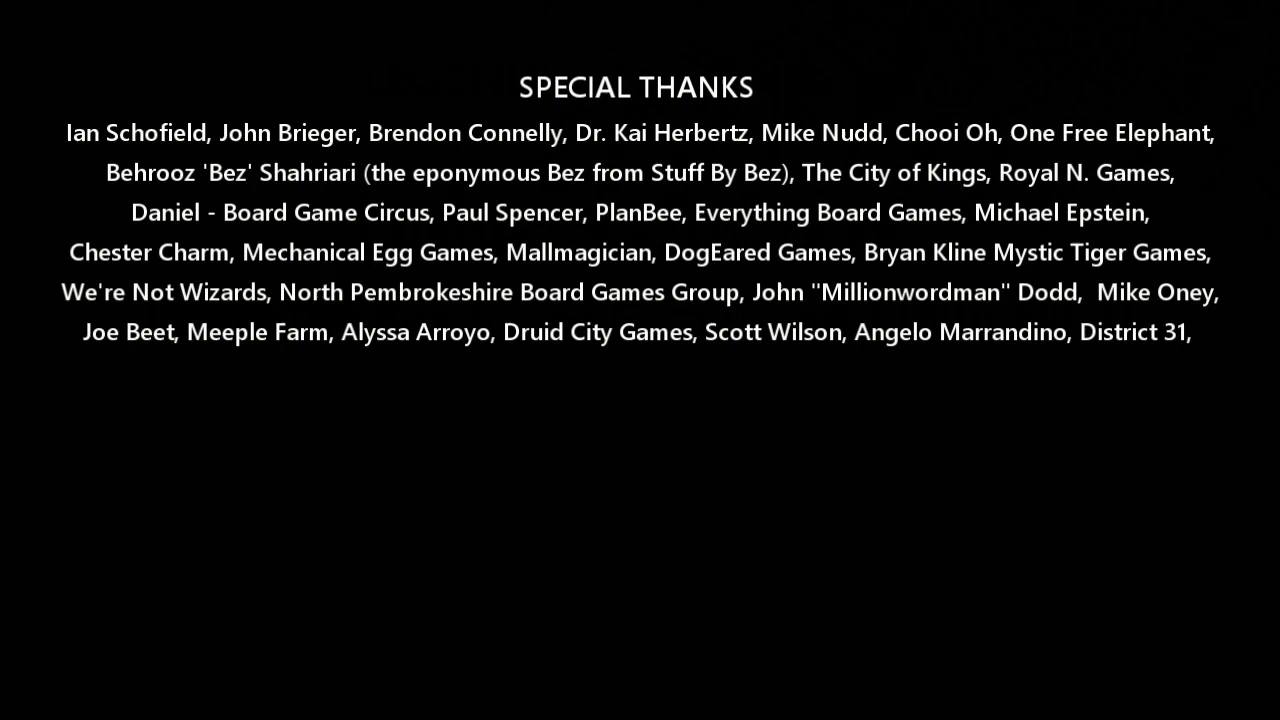 SPECIAL THANKS
Ian Schofield, John Brieger, Brendon Connelly, Dr. Kai Herbertz, Mike Nudd, Chooi Oh, One Free Elephant,
Behrooz 'Bez' Shahriari (the eponymous Bez from Stuff By Bez), The City of Kings, Royal N. Games,
Daniel - Board Game Circus, Paul Spencer, PlanBee, Everything Board Games, Michael Epstein,
Chester Charm, Mechanical Egg Games, Mallmagician, DogEared Games, Bryan Kline Mystic Tiger Games,
We're Not Wizards, North Pembrokeshire Board Games Group, John "Millionwordman" Dodd,  Mike Oney,
Joe Beet, Meeple Farm, Alyssa Arroyo, Druid City Games, Scott Wilson, Angelo Marrandino, District 31,